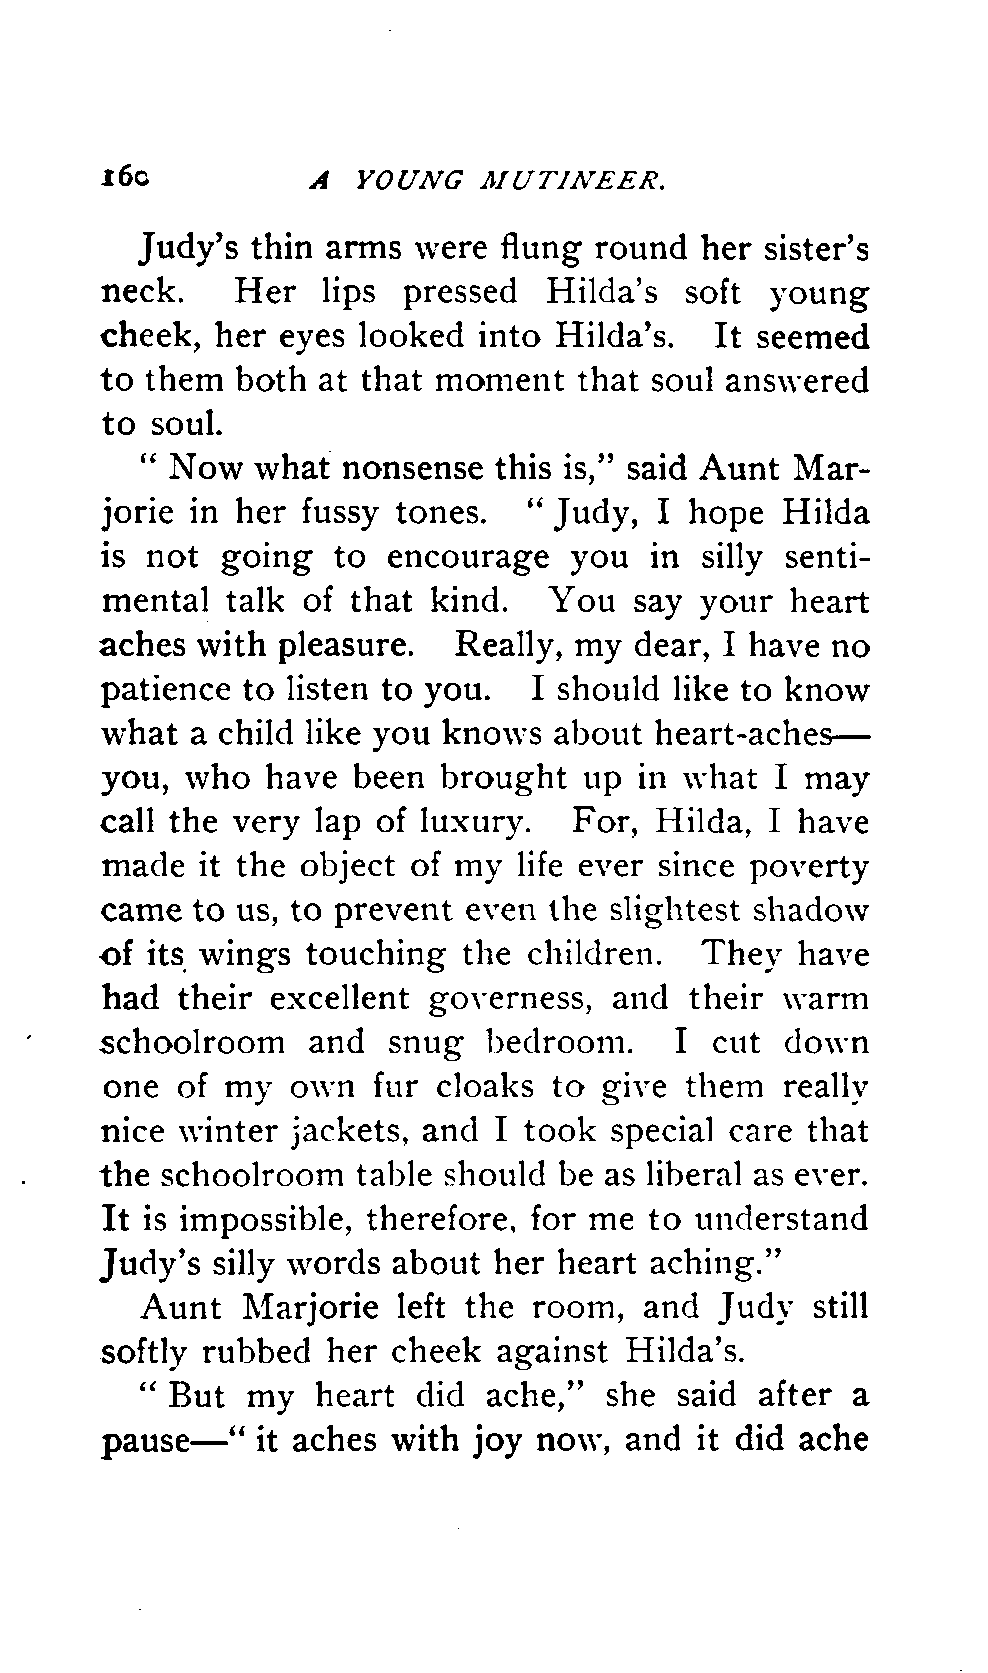 160 A YOUNG MUTINEER.
Judy's thin arms were flung round her sister's
neck. Her lips pressed Hilda's soft young
cheek, her eyes looked into Hilda's. It seemed
to them both at that moment that soul answered
to soul.
" Now what nonsense this is," said Aunt Mar-
jorie in her fussy tones. " Judy, I hope Hilda
is not going to encourage you in silly senti-
mental talk of that kind. You say your heart
aches with pleasure. Really, my dear, I have no
patience to listen to you. I should like to know
what a child like you knows about heart-aches—
you, who have been brought up in what I may
call the very lap of luxury. For, Hilda, I have
made it the object of my life ever since poverty
came to us, to prevent even the slightest shadow
of its wings touching the children. They have
had their excellent governess, and their warm
schoolroom and snug bedroom. I cut down
one of my own fur cloaks to give them really
nice winter jackets, and I took special care that
the schoolroom table should be as liberal as ever.
It is impossible, therefore, for me to understand
Judy's silly words about her heart aching."
Aunt Marjorie left the room, and Judy still
softly rubbed her cheek against Hilda's.
" But my heart did ache," she said after a
pause—" it aches with joy now, and it did ache